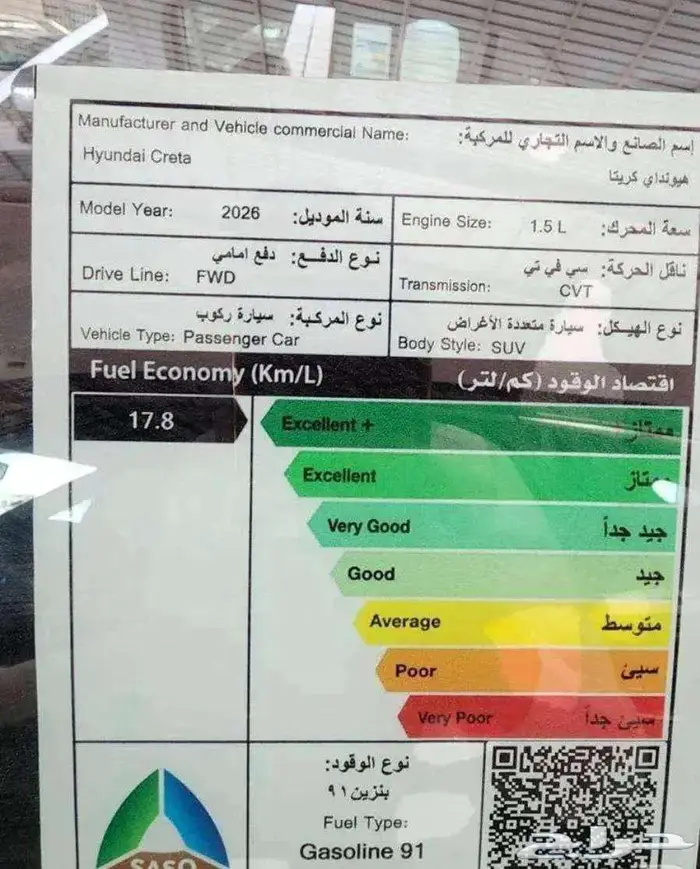 Manufacturer and Vehicle commercial Name: إسم الصانع والاسم التجاري للمركبة:
Hyundai Creta هيونداي كريتا
Model Year: 2026 سنة الموديل:
Engine Size: 1.5 L سعة المحرك:
نوع الدفع: دفع امامي
Drive Line: FWD
ناقل الحركة: سي في تي
Transmission: CVT
نوع المركبة: سيارة ركوب
Vehicle Type: Passenger Car
نوع الهيكل: سيارة متعددة الأغراض
Body Style: SUV
Fuel Economy (Km/L) اقتصاد الوقود (كم/لتر)
17.8
Excellent + ممتاز+
Excellent ممتاز
Very Good جيد جداً
Good جيد
Average متوسط
Poor سيئ
Very Poor سيئ جداً
نوع الوقود:
بنزين ٩١
Fuel Type:
Gasoline 91
SASO
حراج